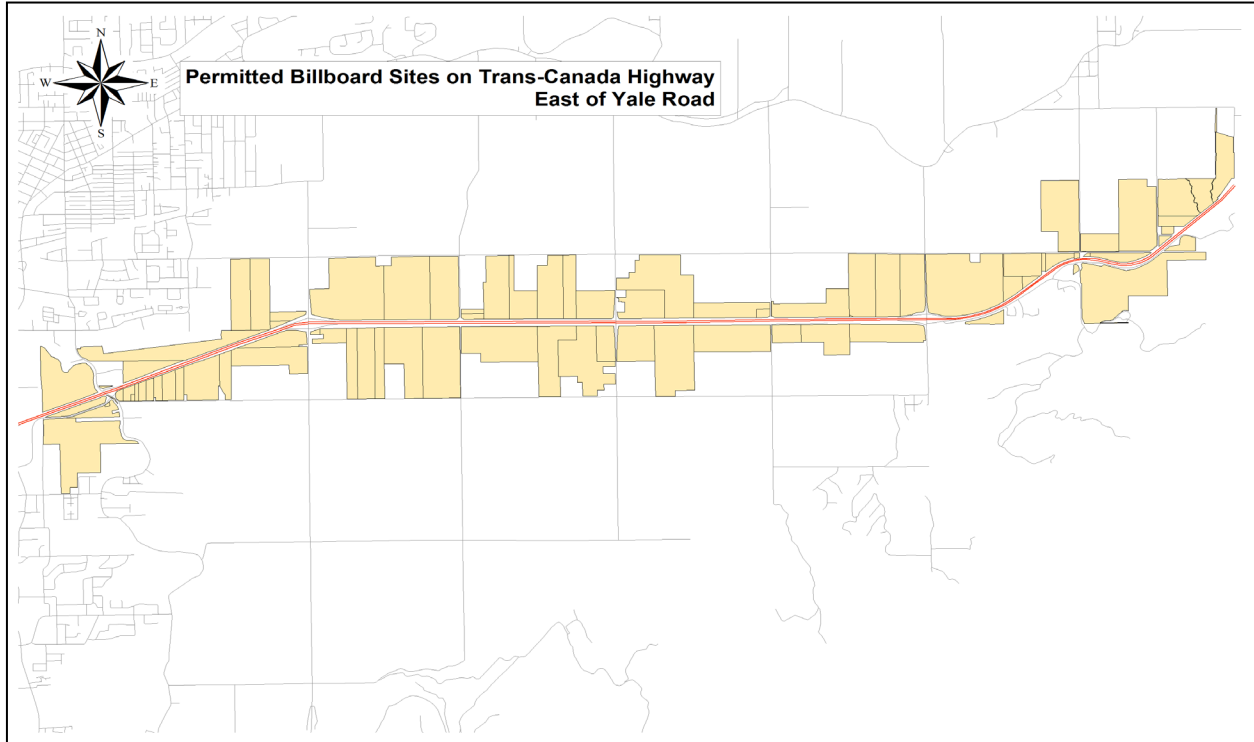 N
W E
S
Permitted Billboard Sites on Trans-Canada Highway
East of Yale Road